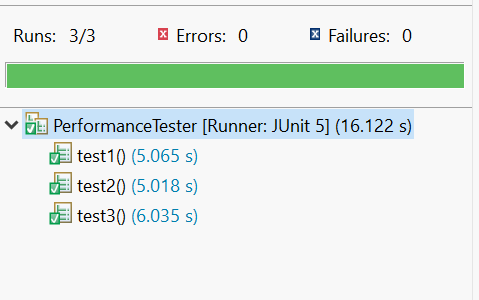 Runs: 3/3 Errors: 0 Failures: 0
PerformanceTester [Runner: JUnit 5] (16.122 s)
test1() (5.065 s)
test2() (5.018 s)
test3() (6.035 s)